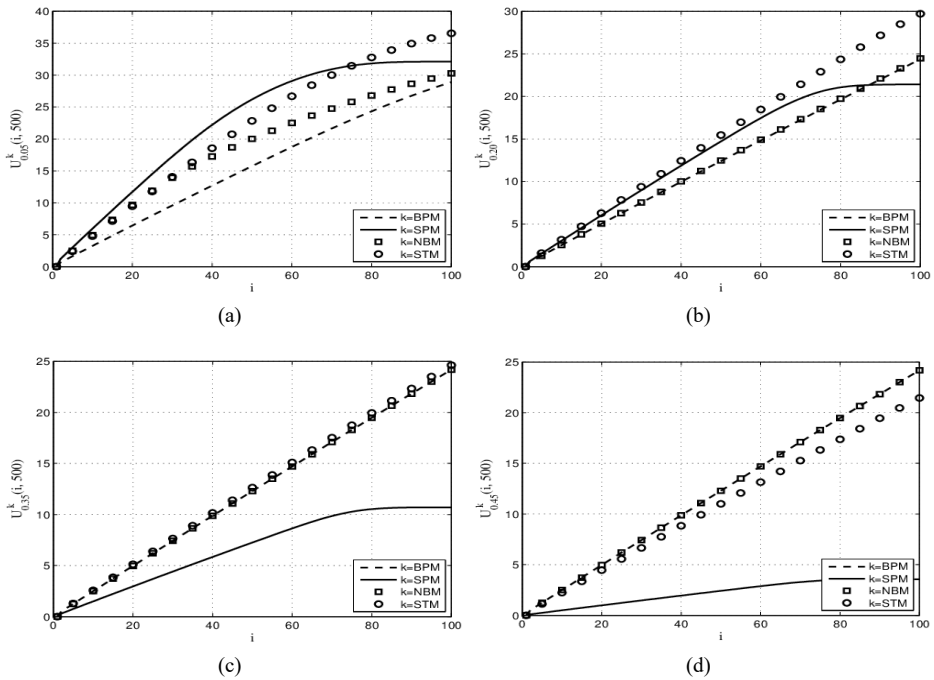 40
35
30
25
20
15
10
5
0
0 20 40 60 80 100
U^k_{0.05}(i, 500)
i
k=BPM
k=SPM
k=NBM
k=STM
(a)
30
25
20
15
10
5
0
0 20 40 60 80 100
U^k_{0.20}(i, 500)
i
k=BPM
k=SPM
k=NBM
k=STM
(b)
25
20
15
10
5
0
0 20 40 60 80 100
U^k_{0.35}(i, 500)
i
k=BPM
k=SPM
k=NBM
k=STM
(c)
25
20
15
10
5
0
0 20 40 60 80 100
U^k_{0.45}(i, 500)
i
k=BPM
k=SPM
k=NBM
k=STM
(d)